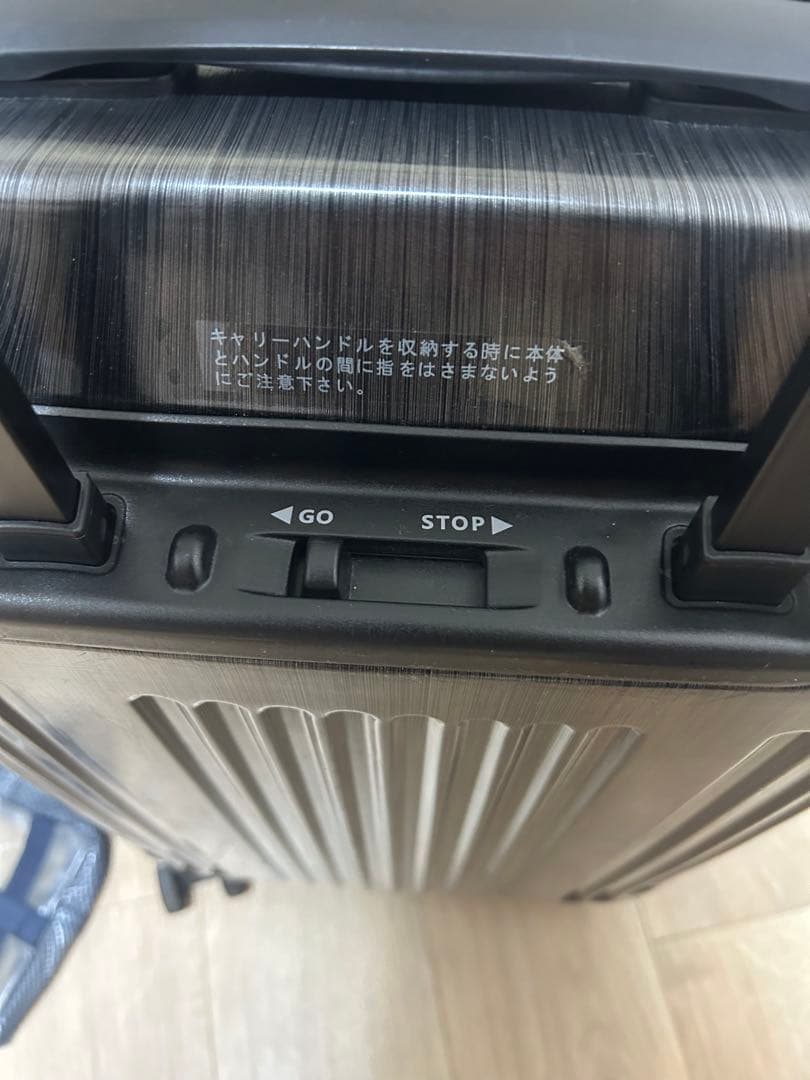 キャリーハンドルを収納する時に本体
とハンドルの間に指をはさまないよう
にご注意下さい。
◀GO STOP▶